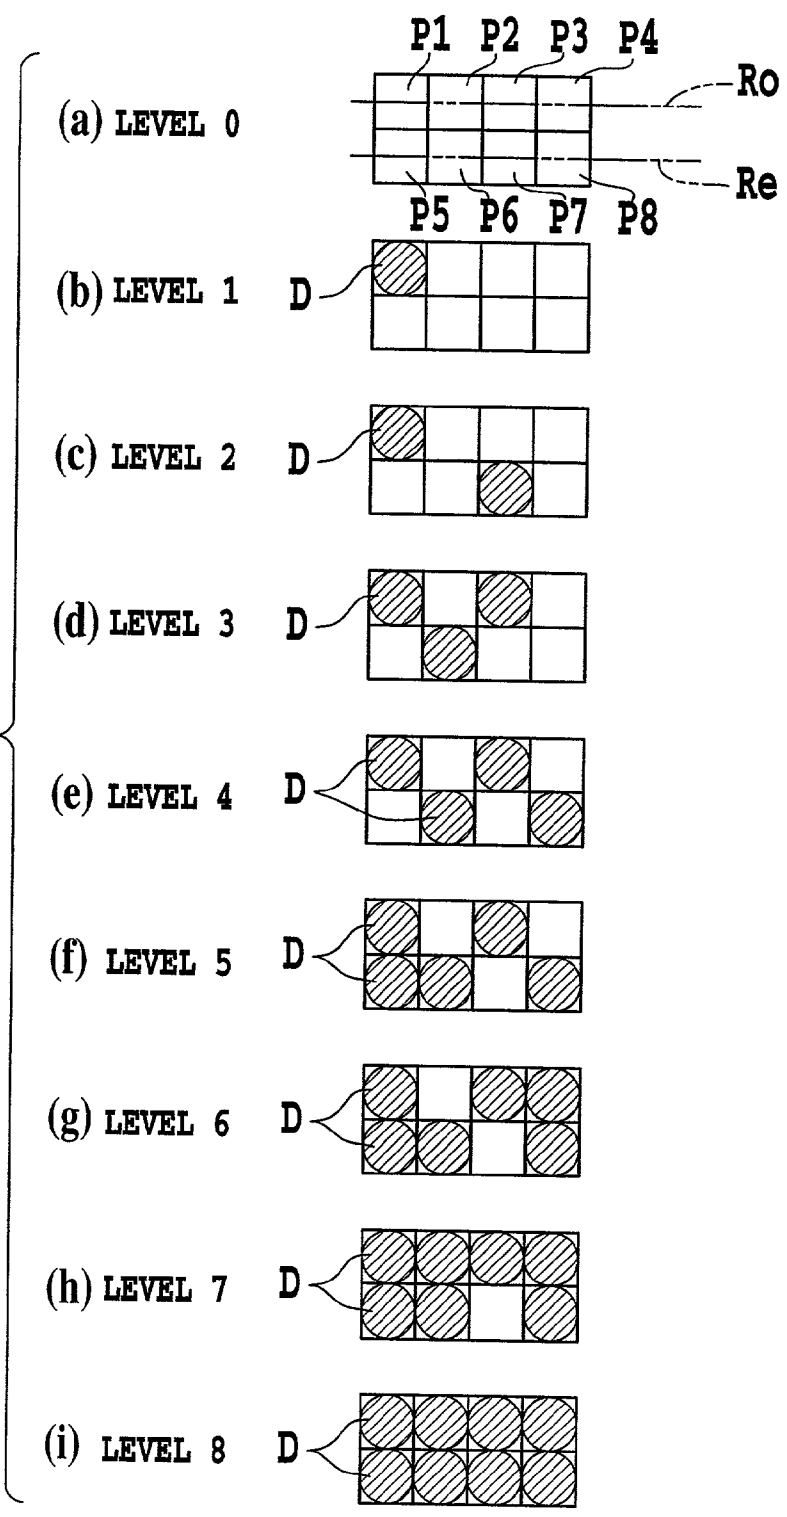 P1 P2 P3 P4
Ro
(a) LEVEL 0
Re
P5 P6 P7 P8
(b) LEVEL 1 D
(c) LEVEL 2 D
(d) LEVEL 3 D
(e) LEVEL 4 D
(f) LEVEL 5 D
(g) LEVEL 6 D
(h) LEVEL 7 D
(i) LEVEL 8 D